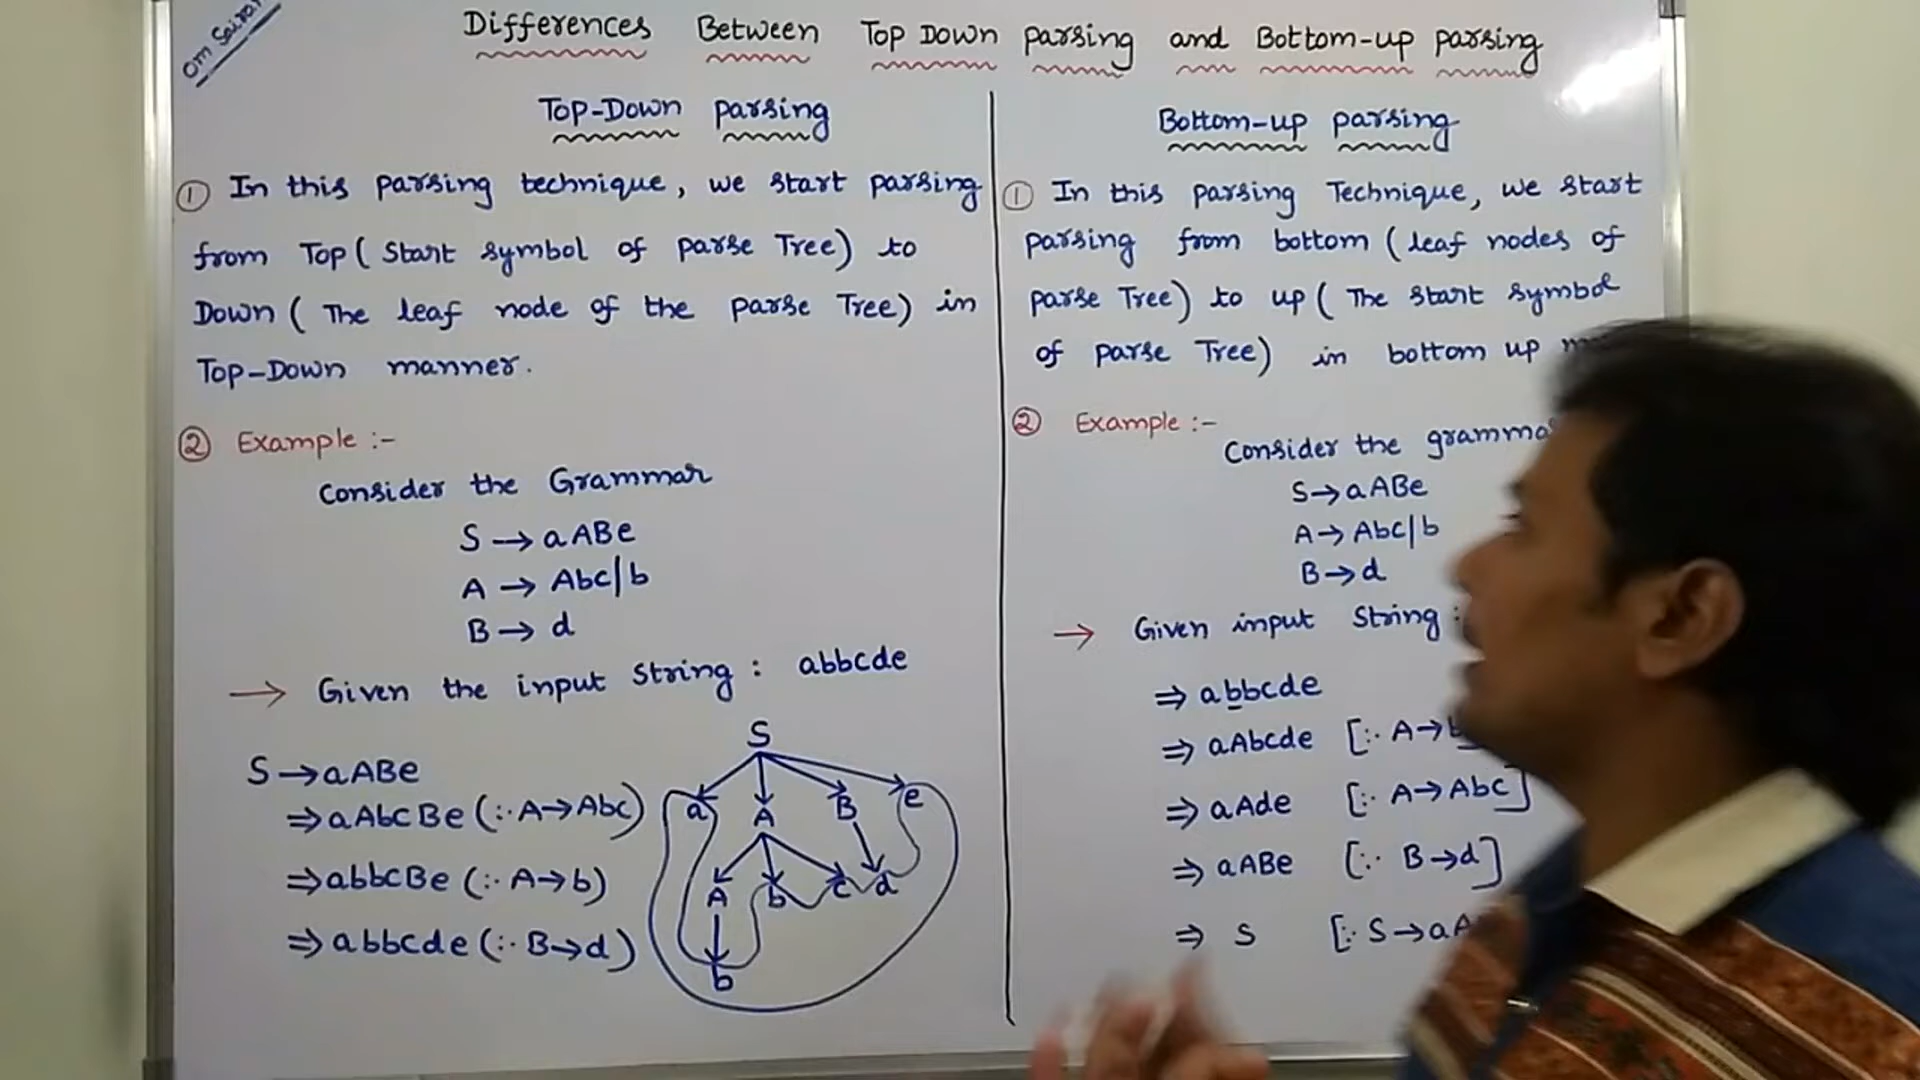 Om Sairam
Differences Between Top Down parsing and Bottom-up parsing
Top-Down parsing
① In this parsing technique, we start parsing
from Top (Start symbol of parse Tree) to
Down (The leaf node of the parse Tree) in
Top-Down manner.
② Example :-
Consider the Grammar
S → aABe
A → Abc|b
B → d
→ Given the input String : abbcde
S → aABe
⇒ aAbcBe (∵ A→Abc)
⇒ abbcBe (∵ A→b)
⇒ abbcde (∵ B→d)
S
a A B e
A b c d
b
Bottom-up parsing
① In this parsing Technique, we start
parsing from bottom (leaf nodes of
parse Tree) to up (The start symbol
of parse Tree) in bottom up
② Example :-
Consider the gramma
S → aABe
A → Abc|b
B → d
→ Given input String :
⇒ abbcde
⇒ aAbcde [∵ A→b
⇒ aAde [∵ A→Abc]
⇒ aABe [∵ B→d]
⇒ S [∵ S→aA